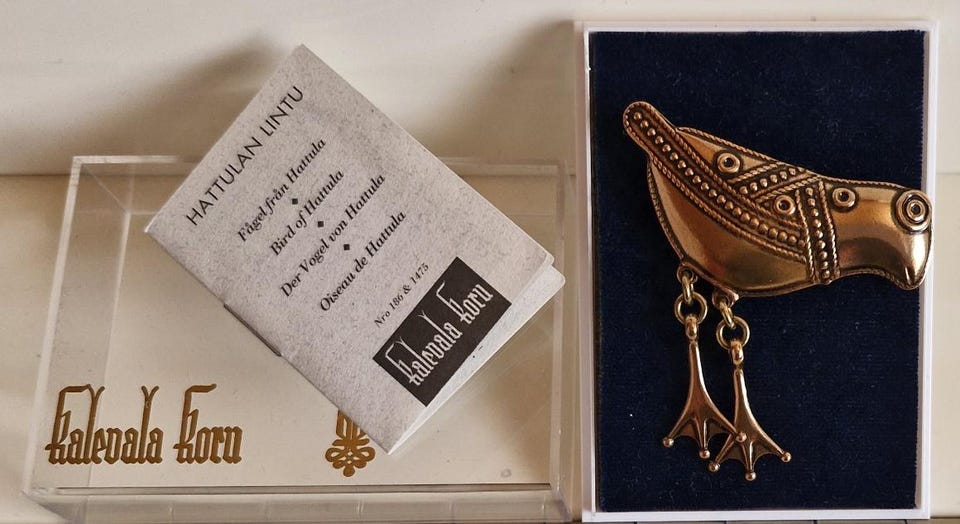 HATTULAN LINTU
Fågel från Hattula
Bird of Hattula
Der Vogel von Hattula
Oiseau de Hattula
Nro 186 & 1475
Kalevala Koru
Kalevala Koru